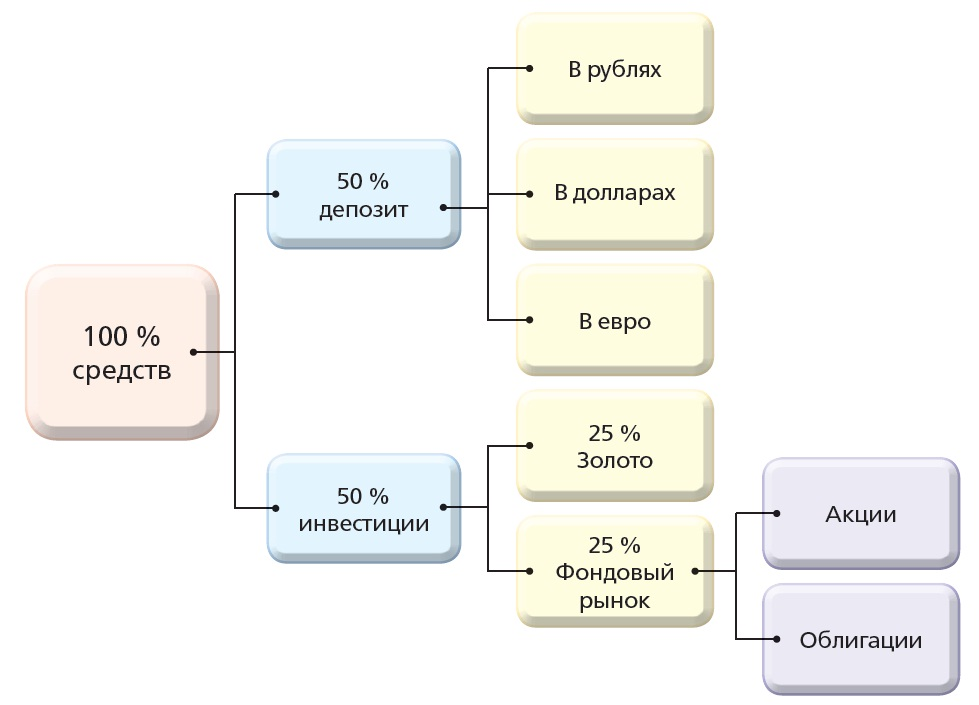 100 %
средств
50 %
депозит
В рублях
В долларах
В евро
50 %
инвестиции
25 %
Золото
25 %
Фондовый
рынок
Акции
Облигации